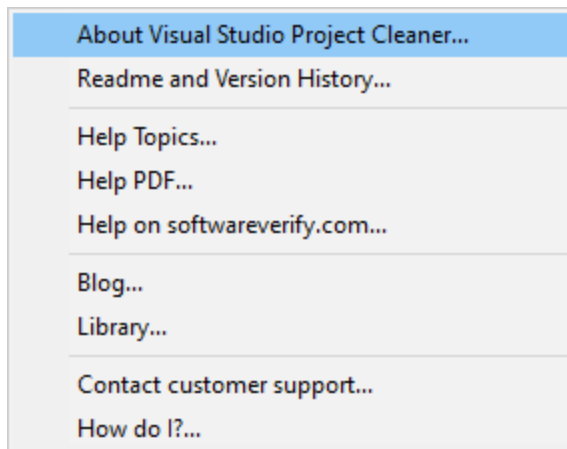 About Visual Studio Project Cleaner...
Readme and Version History...
Help Topics...
Help PDF...
Help on softwareverify.com...
Blog...
Library...
Contact customer support...
How do I?...